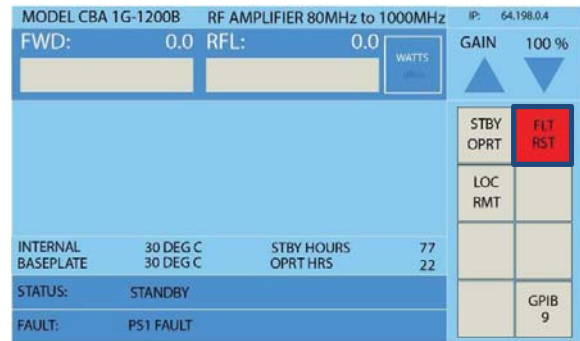 MODEL CBA 1G-1200B RF AMPLIFIER 80MHz to 1000MHz IP: 64.198.0.4
FWD: 0.0 RFL: 0.0 WATTS
GAIN 100 %
STBY
OPRT
FLT
RST
LOC
RMT
INTERNAL 30 DEG C STBY HOURS 77
BASEPLATE 30 DEG C OPRT HRS 22
STATUS: STANDBY
FAULT: PS1 FAULT
GPIB
9